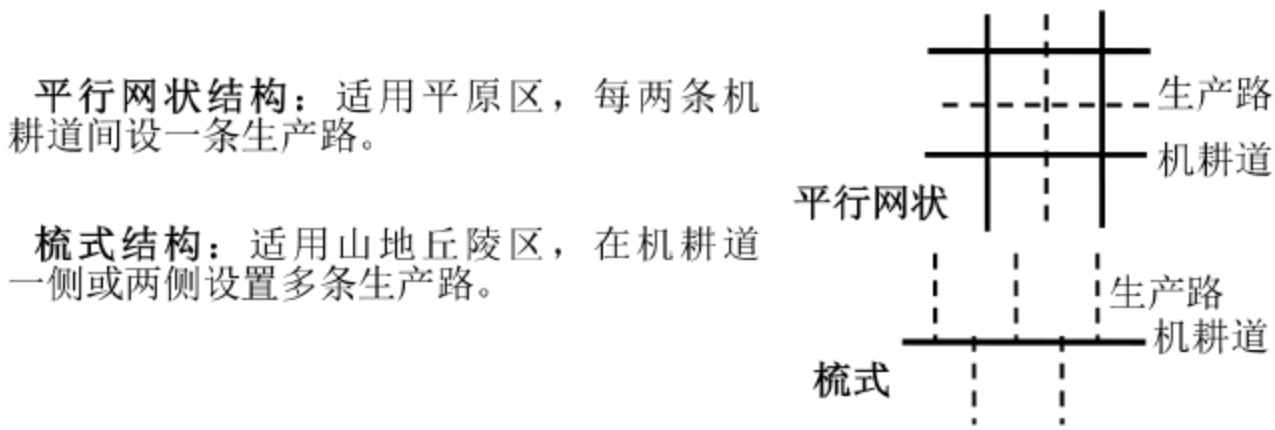 平行网状结构：适用平原区，每两条机
耕道间设一条生产路。
梳式结构：适用山地丘陵区，在机耕道
一侧或两侧设置多条生产路。
生产路
机耕道
平行网状
生产路
机耕道
梳式